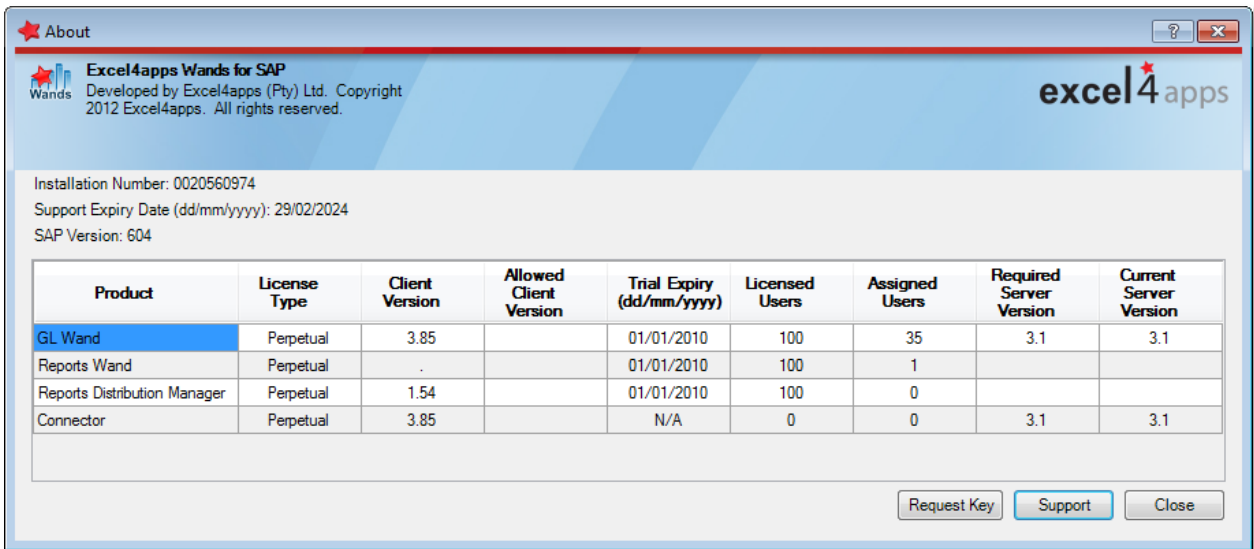 About
Excel4apps Wands for SAP
Wands
Developed by Excel4apps (Pty) Ltd. Copyright
2012 Excel4apps. All rights reserved.
excel4apps
Installation Number: 0020560974
Support Expiry Date (dd/mm/yyyy): 29/02/2024
SAP Version: 604
Product License Type Client Version Allowed Client Version Trial Expiry (dd/mm/yyyy) Licensed Users Assigned Users Required Server Version Current Server Version
GL Wand Perpetual 3.85 01/01/2010 100 35 3.1 3.1
Reports Wand Perpetual . 01/01/2010 100 1
Reports Distribution Manager Perpetual 1.54 01/01/2010 100 0
Connector Perpetual 3.85 N/A 0 0 3.1 3.1
Request Key Support Close